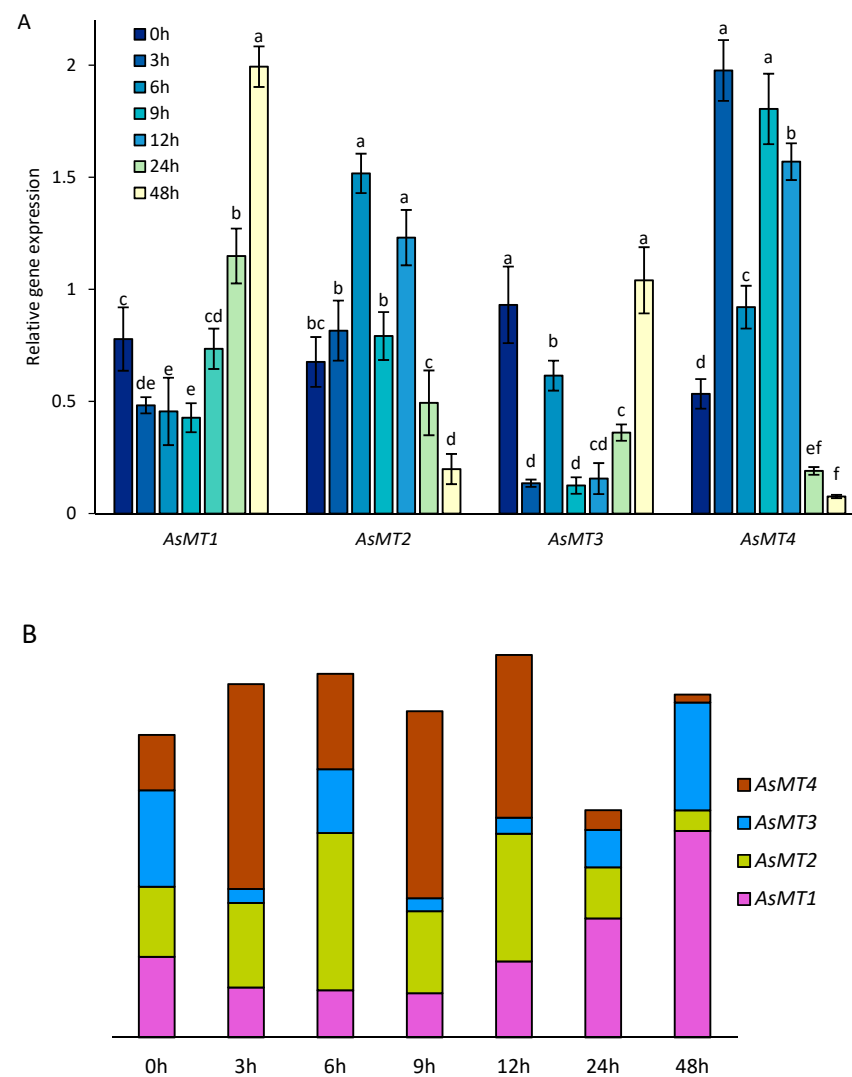 A
0h
3h
6h
9h
12h
24h
48h
Relative gene expression
2
1.5
1
0.5
0
c de e e cd b a
bc b a b a c d
a d b d cd c a
d a c a b ef f
AsMT1 AsMT2 AsMT3 AsMT4
B
AsMT4
AsMT3
AsMT2
AsMT1
0h 3h 6h 9h 12h 24h 48h